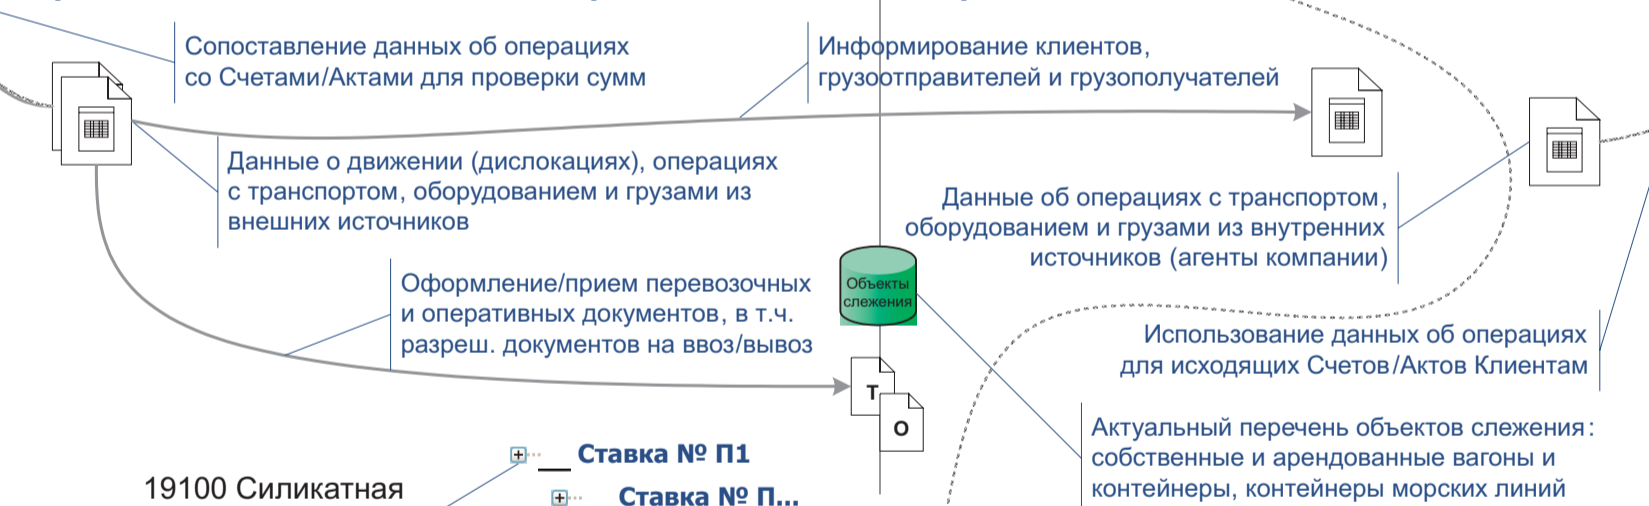 Сопоставление данных об операциях
со Счетами/Актами для проверки сумм
Информирование клиентов,
грузоотправителей и грузополучателей
Данные о движении (дислокациях), операциях
с транспортом, оборудованием и грузами из
внешних источников
Данные об операциях с транспортом,
оборудованием и грузами из внутренних
источников (агенты компании)
Объекты
слежения
Оформление/прием перевозочных
и оперативных документов, в т.ч.
разреш. документов на ввоз/вывоз
Использование данных об операциях
для исходящих Счетов/Актов Клиентам
Т
О
Актуальный перечень объектов слежения:
собственные и арендованные вагоны и
контейнеры, контейнеры морских линий
Ставка № П1
Ставка № П...
19100 Силикатная